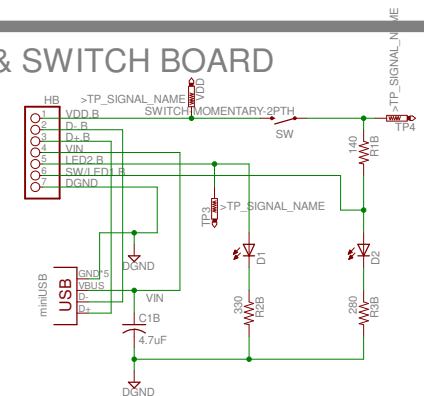 & SWITCH BOARD
>TP_SIGNAL_NAME
HB
>TP_SIGNAL_NAME
VDD
SWITCHMOMENTARY-2PTH
SW
TP4
1 VDD.B
2 D-.B
3 D+.B
4 VIN
5 LED2.B
6 SW/LED1.B
7 DGND
140
R1B
TP3
>TP_SIGNAL_NAME
D1
D2
DGND
miniUSB
USB
GND*5
VBUS
D-
D+
VIN
C1B
4.7uF
330
R2B
280
R3B
DGND